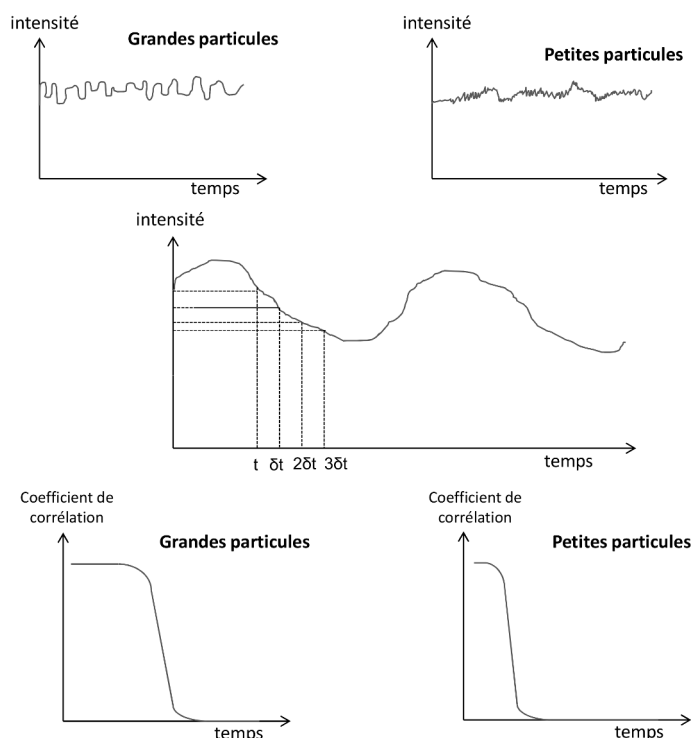 intensité
Grandes particules
temps
intensité
Petites particules
temps
intensité
t δt 2δt 3δt
temps
Coefficient de
corrélation
Grandes particules
temps
Coefficient de
corrélation
Petites particules
temps